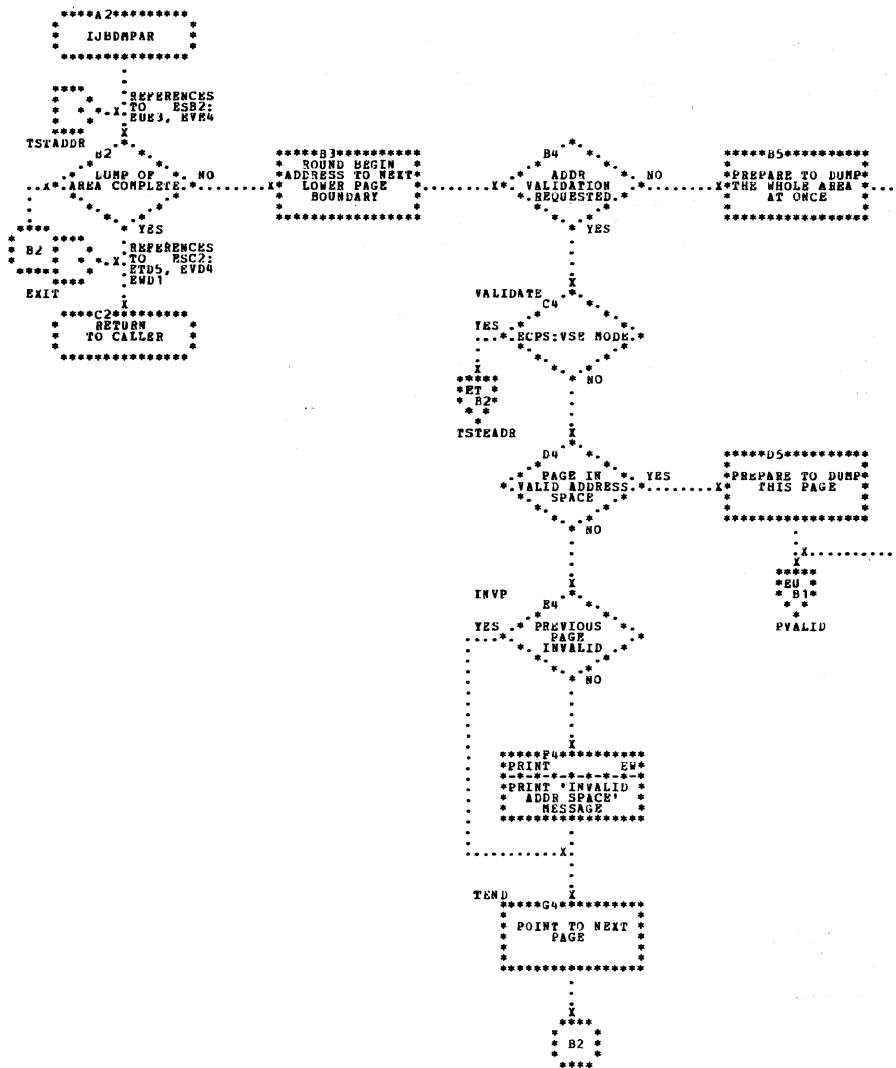 A2
IJBDMPAR
REFERENCES
TO ESB2:
EUE3, EVE4
TSTADDR
B2
DUMP OF
AREA COMPLETE
NO
YES
B3
ROUND BEGIN
ADDRESS TO NEXT
LOWER PAGE
BOUNDARY
B4
ADDR
VALIDATION
REQUESTED
NO
YES
B5
PREPARE TO DUMP
THE WHOLE AREA
AT ONCE
B2
REFERENCES
TO ESC2:
ETD5, EVD4
EWD1
EXIT
C2
RETURN
TO CALLER
VALIDATE
C4
YES
ECPS:VSE MODE
NO
ET
B2
TSTEADR
D4
PAGE IN
VALID ADDRESS
SPACE
YES
NO
D5
PREPARE TO DUMP
THIS PAGE
EU
B1
PVALID
INVP
E4
YES
PREVIOUS
PAGE
INVALID
NO
F4
PRINT EW
PRINT 'INVALID
ADDR SPACE'
MESSAGE
TEND
G4
POINT TO NEXT
PAGE
B2